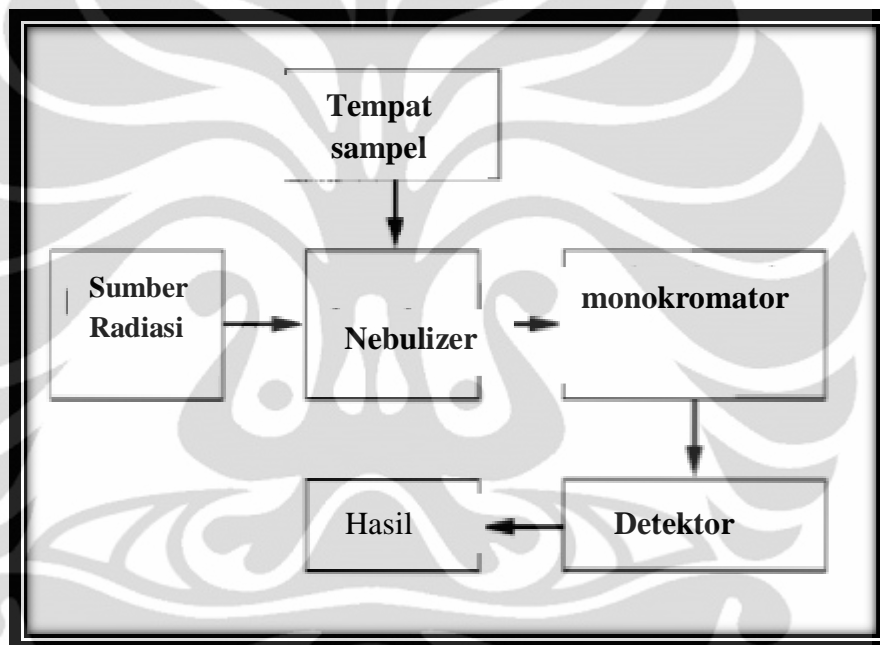 Tempat
sampel
Sumber
Radiasi
Nebulizer
monokromator
Hasil
Detektor